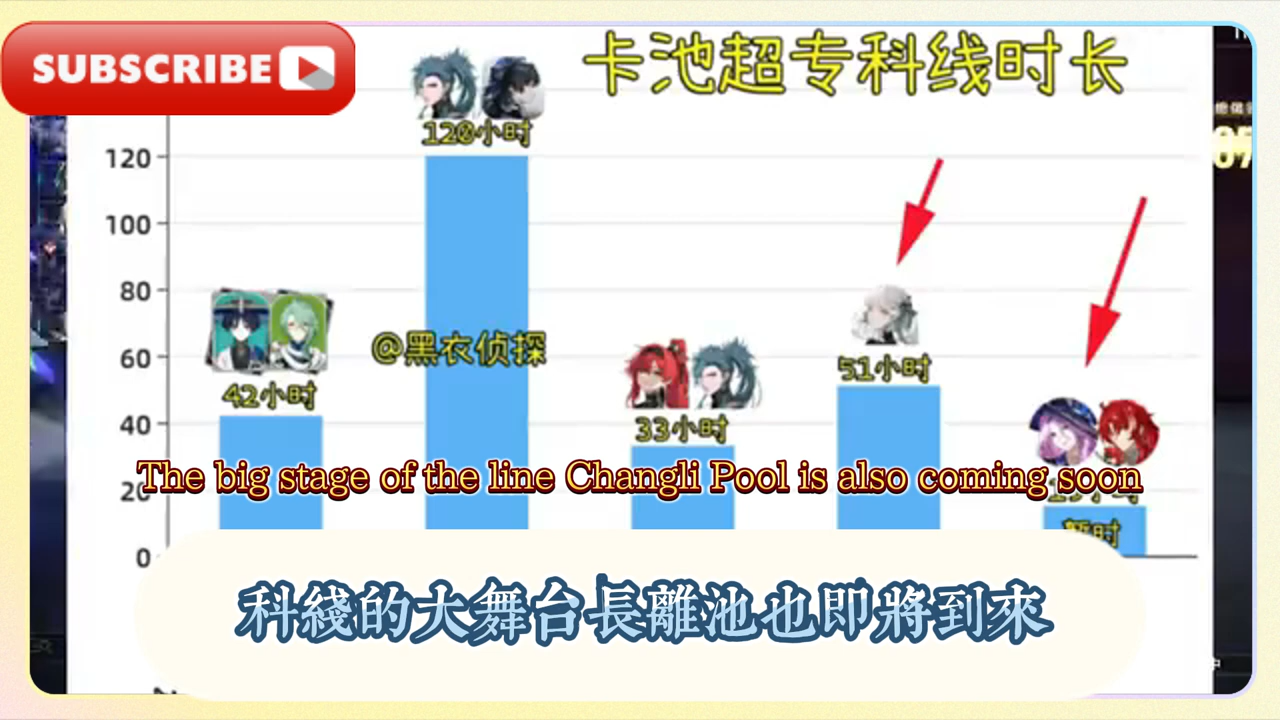 SUBSCRIBE
卡池超专科线时长
120小时
120
100
80
60
40
20
0
@黑衣侦探
42小时
33小时
51小时
暂时
The big stage of the line Changli Pool is also coming soon
科綫的大舞台長離池也即將到來